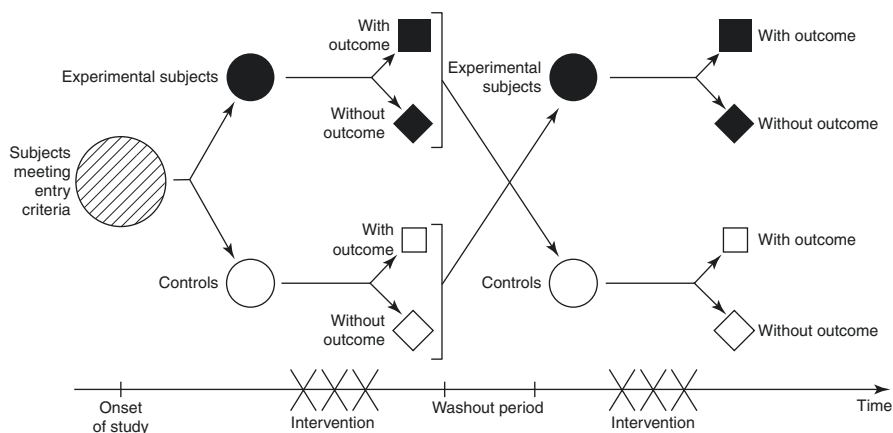 With
outcome
Experimental subjects
Without
outcome
Subjects
meeting
entry
criteria
With
outcome
Controls
Without
outcome
Experimental
subjects
With outcome
Without outcome
Controls
With outcome
Without outcome
Onset
of study
Intervention
Washout period
Intervention
Time